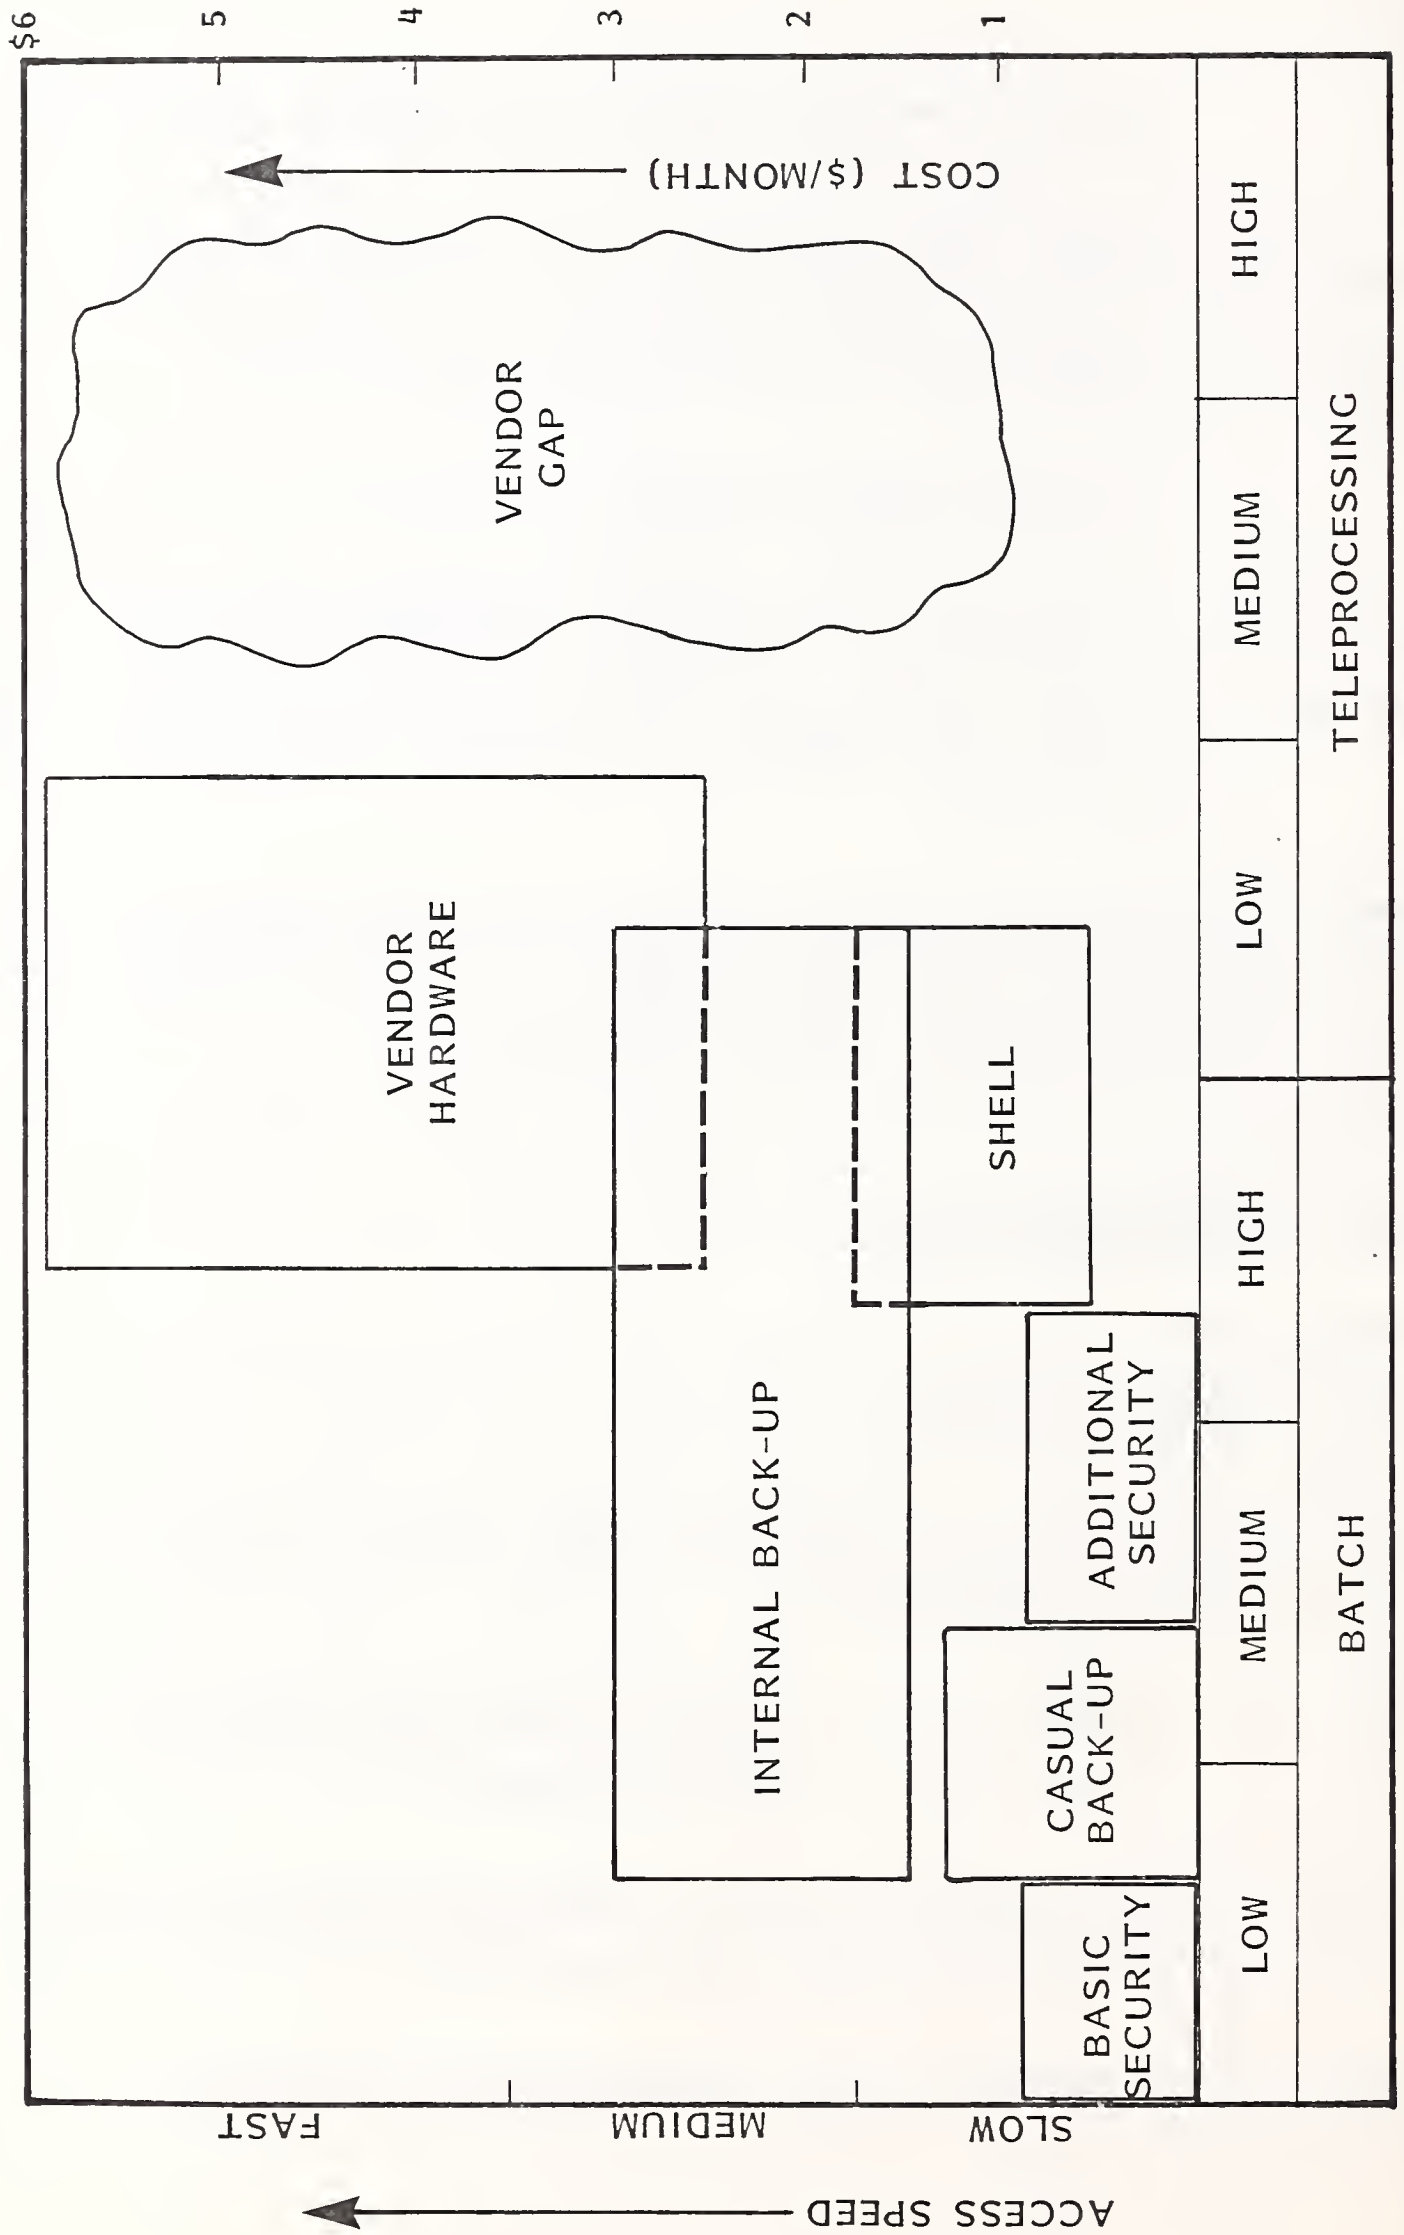 ACCESS SPEED
FAST
MEDIUM
SLOW
$6
5
4
3
2
1
COST ($/MONTH)
VENDOR
HARDWARE
VENDOR
GAP
INTERNAL BACK-UP
SHELL
BASIC
SECURITY
CASUAL
BACK-UP
ADDITIONAL
SECURITY
LOW
MEDIUM
HIGH
LOW
MEDIUM
HIGH
BATCH
TELEPROCESSING